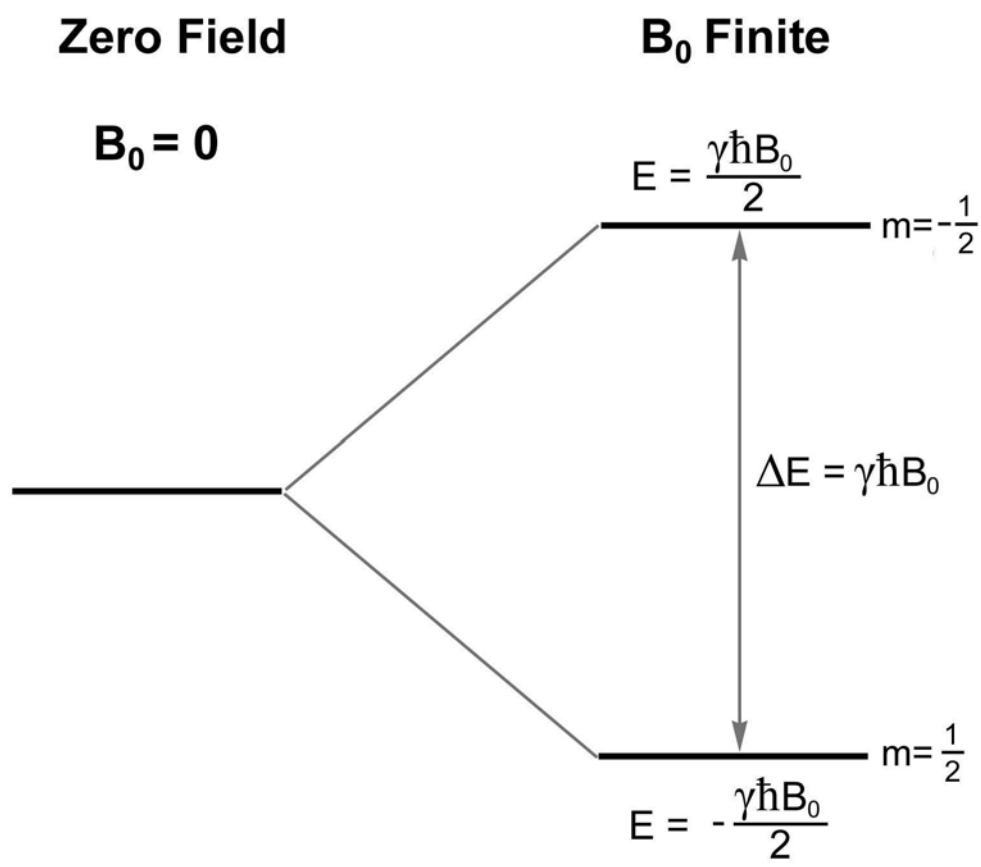 Zero Field
B₀ Finite
B₀ = 0
E = γħB₀/2
m=-1/2
ΔE = γħB₀
m=1/2
E = -γħB₀/2